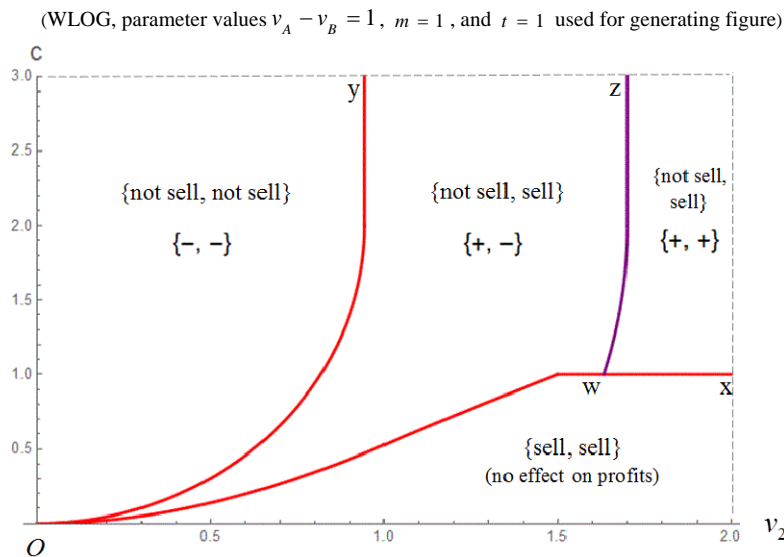 (WLOG, parameter values v_A − v_B = 1, m = 1, and t = 1 used for generating figure)
C
3.0
y
z
2.5
{not sell, not sell}
{not sell, sell}
{not sell,
sell}
2.0
{−, −}
{+, −}
{+, +}
1.5
1.0
w
x
0.5
{sell, sell}
(no effect on profits)
O
0.5
1.0
1.5
2.0
v_2